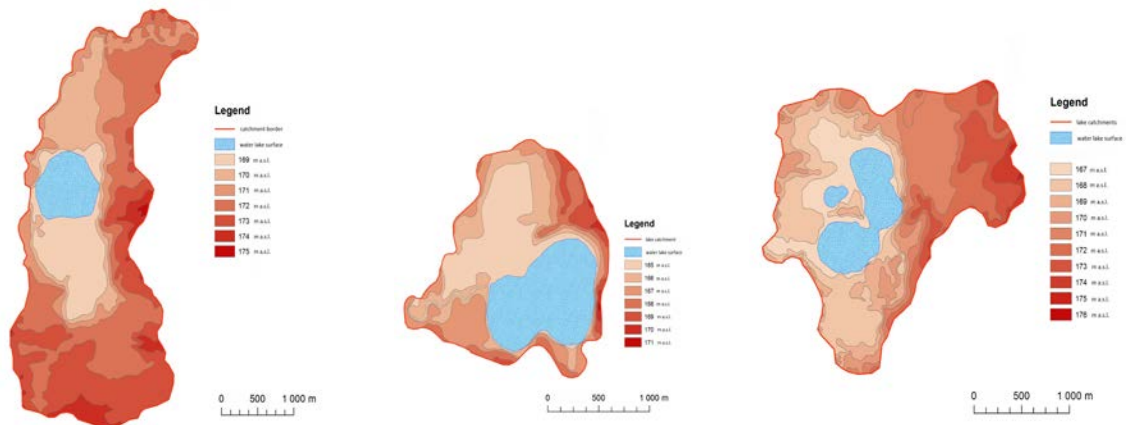 Legend
catchment border
water lake surface
169 m a.s.l.
170 m a.s.l.
171 m a.s.l.
172 m a.s.l.
173 m a.s.l.
174 m a.s.l.
175 m a.s.l.
0 500 1 000 m
Legend
lake catchment
water lake surface
165 m a.s.l.
166 m a.s.l.
167 m a.s.l.
168 m a.s.l.
169 m a.s.l.
170 m a.s.l.
171 m a.s.l.
0 500 1 000 m
Legend
lake catchments
water lake surface
167 m a.s.l.
168 m a.s.l.
169 m a.s.l.
170 m a.s.l.
171 m a.s.l.
172 m a.s.l.
173 m a.s.l.
174 m a.s.l.
175 m a.s.l.
176 m a.s.l.
0 500 1 000 m